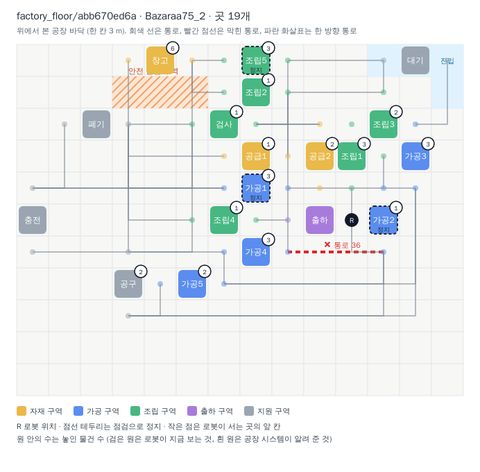 factory_floor/abb670ed6a · Bazaraa75_2 · 곳 19개
위에서 본 공장 바닥 (한 칸 3 m). 회색 선은 통로, 빨간 점선은 막힌 통로, 파란 화살표는 한 방향 통로
6
창고
3
조립5
정지
대기
안전
역
1
조립2
1
검사
2
조립3
폐기
1
공급1
2
공급2
3
조립1
3
가공3
3
가공1
정지
충전
1
조립4
출하
R
1
가공2
정지
3
가공4
✕ 통로 36
2
공구
2
가공5
자재 구역
가공 구역
조립 구역
출하 구역
지원 구역
R 로봇 위치 · 점선 테두리는 점검으로 정지 · 작은 점은 로봇이 서는 곳의 앞 칸
원 안의 수는 놓인 물건 수 (검은 원은 로봇이 지금 보는 것, 흰 원은 공장 시스템이 알려 준 것)